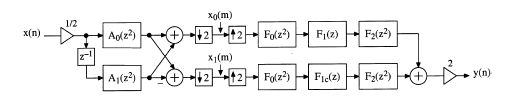 1/2
x₀(m)
2
x(n)
A₀(z²)
+
↓2
↑2
F₀(z²)
F₁(z)
F₂(z²)
z⁻¹
x₁(m)
A₁(z²)
−
+
↓2
↑2
F₀(z²)
F₁c(z)
F₂(z²)
+
y(n)